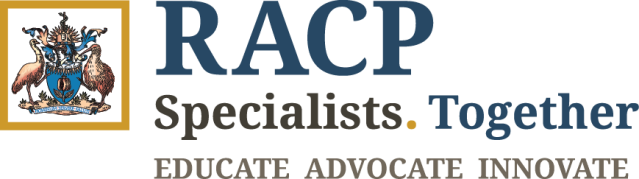 RACP
Specialists. Together
EDUCATE ADVOCATE INNOVATE